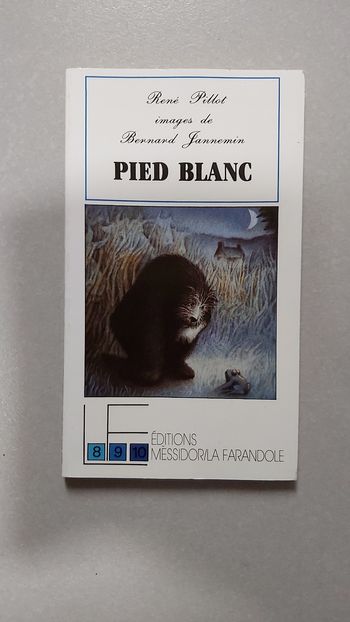 René Pillot
images de
Bernard Jannemin
PIED BLANC
LF
8 9 10
ÉDITIONS
MESSIDOR/LA FARANDOLE